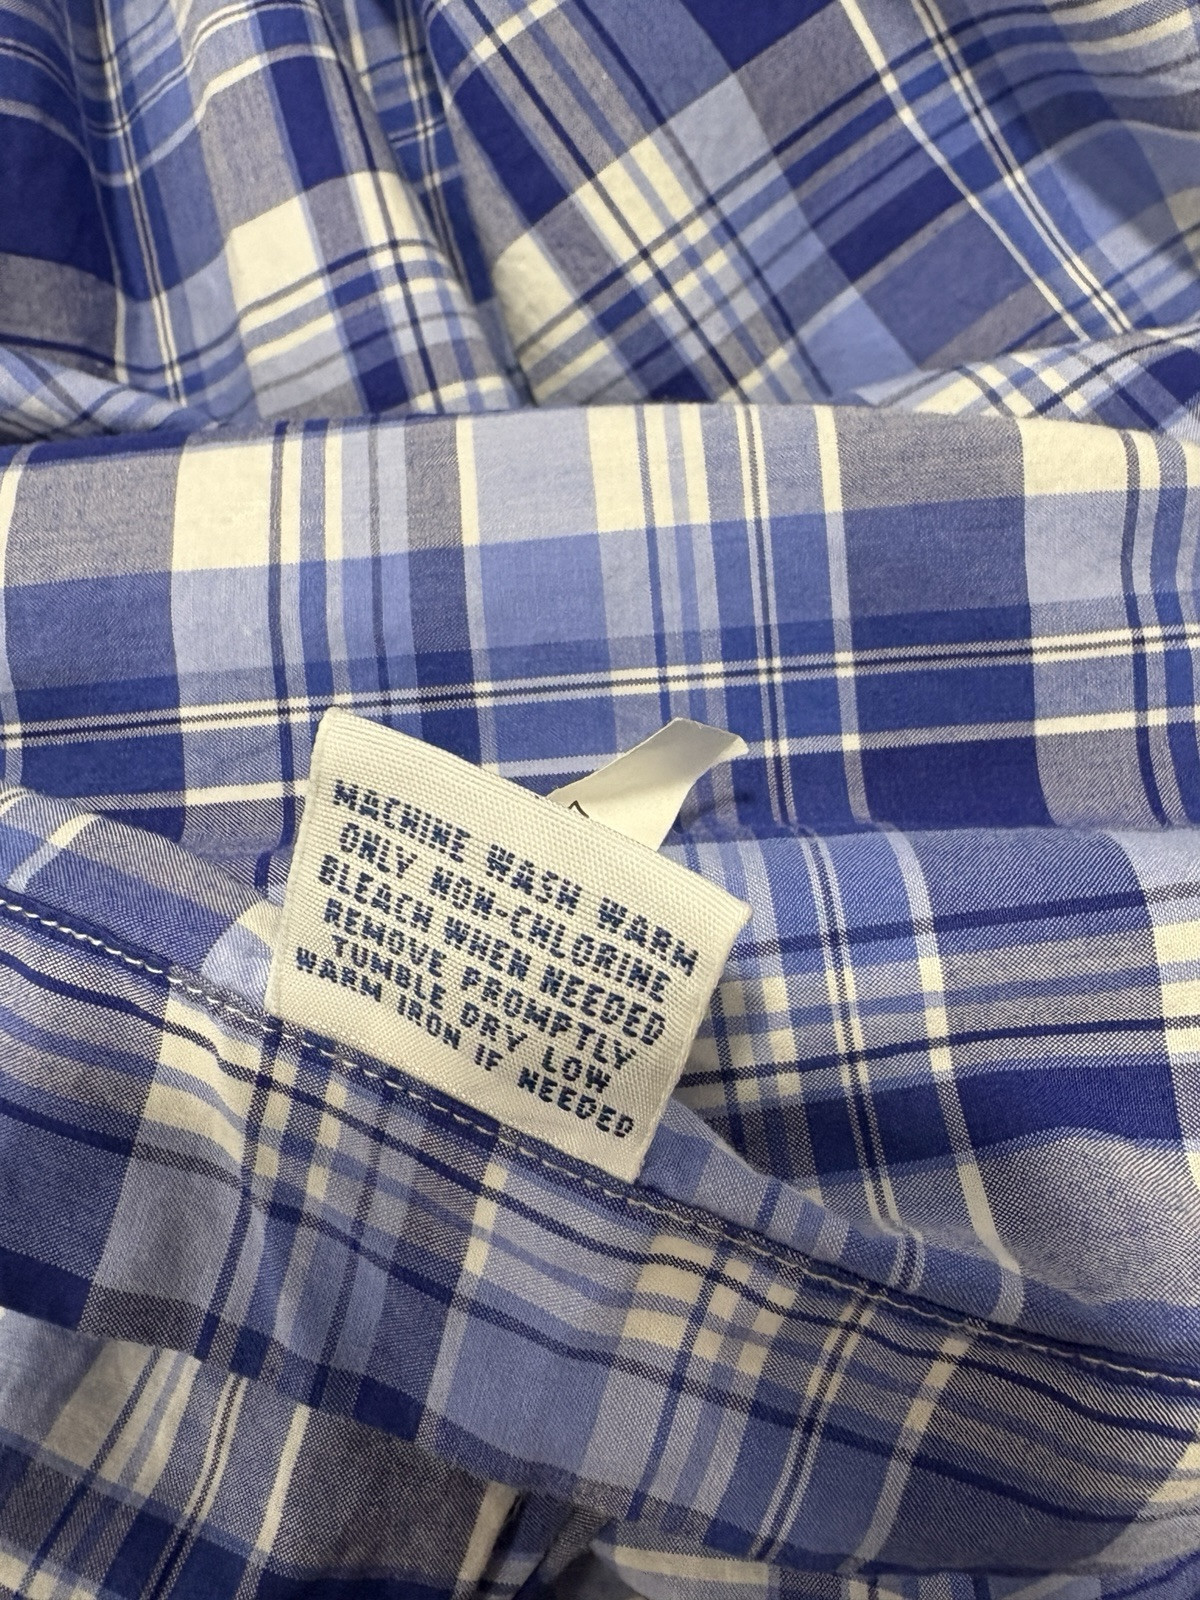 MACHINE WASH WARM
ONLY NON-CHLORINE
BLEACH WHEN NEEDED
REMOVE PROMPTLY
TUMBLE DRY LOW
WARM IRON IF NEEDED